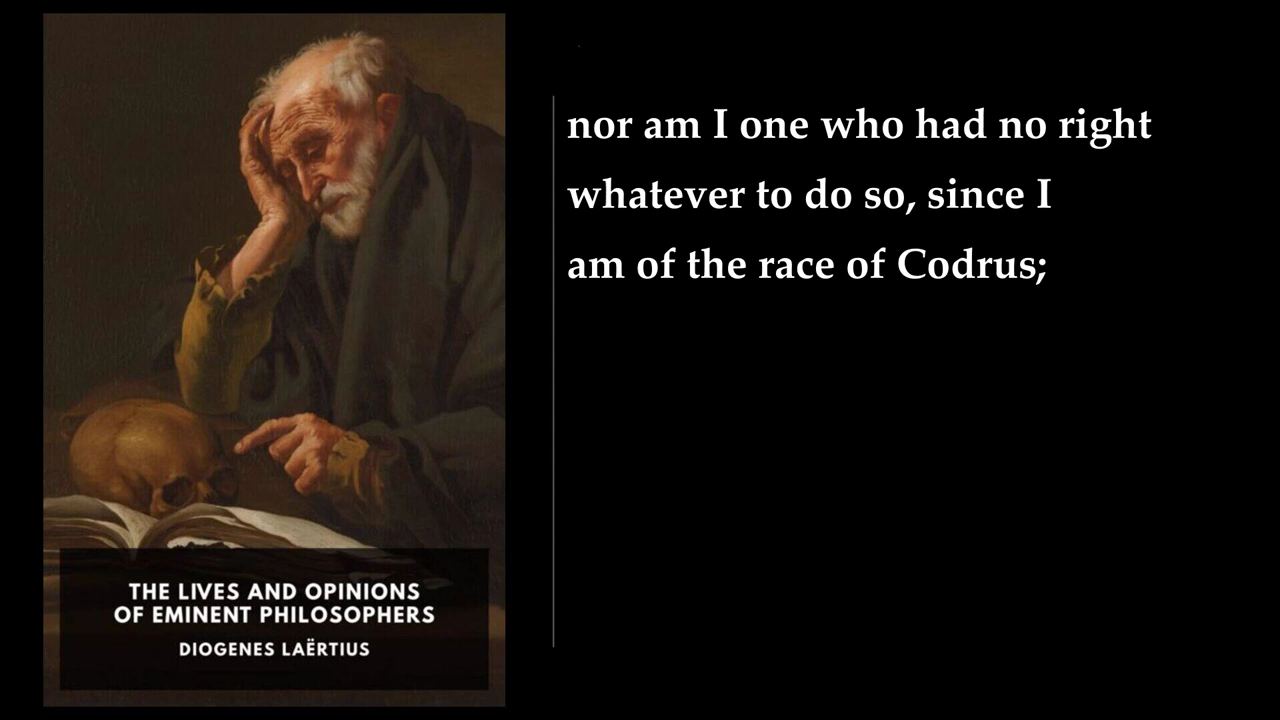 nor am I one who had no right
whatever to do so, since I
am of the race of Codrus;
THE LIVES AND OPINIONS
OF EMINENT PHILOSOPHERS
DIOGENES LAËRTIUS